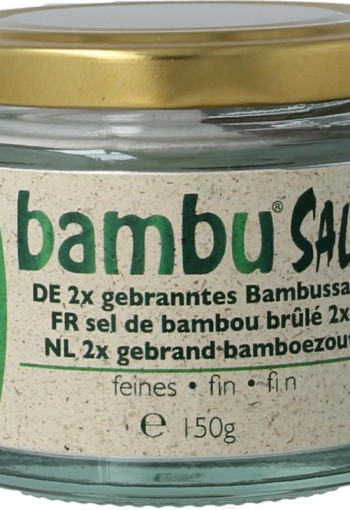 bambu® SAL
DE 2x gebranntes Bambussa
FR sel de bambou brûlé 2x
NL 2x gebrand bamboezou
feines • fin • fijn
e 150g